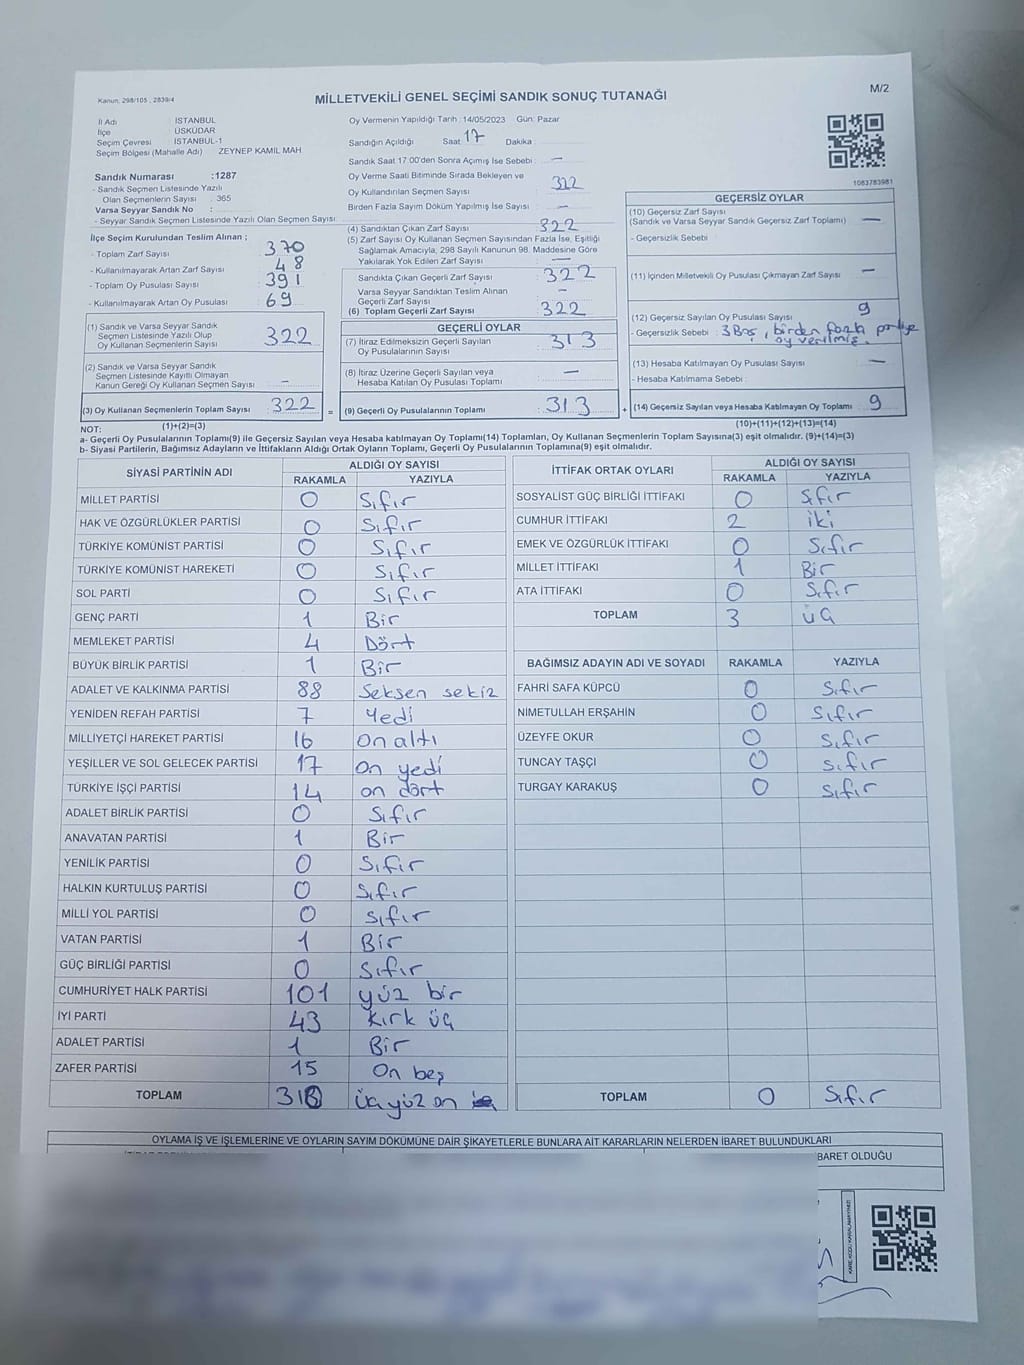 Kanun, 298/105 , 2839/4
MİLLETVEKİLİ GENEL SEÇİMİ SANDIK SONUÇ TUTANAĞI
M/2
İl Adı : İSTANBUL
İlçe : ÜSKÜDAR
Seçim Çevresi : İSTANBUL-1
Seçim Bölgesi (Mahalle Adı) ZEYNEP KAMİL MAH.
Sandık Numarası :1287
- Sandık Seçmen Listesinde Yazılı
Olan Seçmenlerin Sayısı : 365
Varsa Seyyar Sandık No :
- Seyyar Sandık Seçmen Listesinde Yazılı Olan Seçmen Sayısı:
İlçe Seçim Kurulundan Teslim Alınan ;
- Toplam Zarf Sayısı : 370
- Kullanılmayarak Artan Zarf Sayısı : 48
- Toplam Oy Pusulası Sayısı : 391
- Kullanılmayarak Artan Oy Pusulası : 69
Oy Vermenin Yapıldığı Tarih :14/05/2023 Gün: Pazar
Sandığın Açıldığı Saat: 17 Dakika :
Sandık Saat 17.00'den Sonra Açımış İse Sebebi : —
Oy Verme Saati Bitiminde Sırada Bekleyen ve
Oy Kullandırılan Seçmen Sayısı : 322
Birden Fazla Sayım Döküm Yapılmış İse Sayısı : —
(4) Sandıktan Çıkan Zarf Sayısı : 322
(5) Zarf Sayısı Oy Kullanan Seçmen Sayısından Fazla İse, Eşitliği
Sağlamak Amacıyla, 298 Sayılı Kanunun 98. Maddesine Göre
Yakılarak Yok Edilen Zarf Sayısı : —
Sandıkta Çıkan Geçerli Zarf Sayısı : 322
Varsa Seyyar Sandıktan Teslim Alınan
Geçerli Zarf Sayısı : —
(6) Toplam Geçerli Zarf Sayısı : 322
1083783981
GEÇERSİZ OYLAR
(10) Geçersiz Zarf Sayısı
(Sandık ve Varsa Seyyar Sandık Geçersiz Zarf Toplamı) : —
- Geçersizlik Sebebi :
(11) İçinden Milletvekili Oy Pusulası Çıkmayan Zarf Sayısı : —
(12) Geçersiz Sayılan Oy Pusulası Sayısı : 9
- Geçersizlik Sebebi : 3 Boş , birden fazla partiye
oy verilmiş.
(13) Hesaba Katılmayan Oy Pusulası Sayısı : —
- Hesaba Katılmama Sebebi :
(14) Geçersiz Sayılan veya Hesaba Katılmayan Oy Toplamı : 9
(10)+(11)+(12)+(13)=(14)
(1) Sandık ve Varsa Seyyar Sandık
Seçmen Listesinde Yazılı Olup
Oy Kullanan Seçmenlerin Sayısı : 322
(2) Sandık ve Varsa Seyyar Sandık
Seçmen Listesinde Kayıtlı Olmayan
Kanun Gereği Oy Kullanan Seçmen Sayısı : —
(3) Oy Kullanan Seçmenlerin Toplam Sayısı : 322 =
(1)+(2)=(3)
GEÇERLİ OYLAR
(7) İtiraz Edilmeksizin Geçerli Sayılan
Oy Pusulalarının Sayısı : 313
(8) İtiraz Üzerine Geçerli Sayılan veya
Hesaba Katılan Oy Pusulası Toplamı : —
(9) Geçerli Oy Pusulalarının Toplamı : 313 +
NOT:
a- Geçerli Oy Pusulalarının Toplamı(9) ile Geçersiz Sayılan veya Hesaba katılmayan Oy Toplamı(14) Toplamları, Oy Kullanan Seçmenlerin Toplam Sayısına(3) eşit olmalıdır. (9)+(14)=(3)
b- Siyasi Partilerin, Bağımsız Adayların ve İttifakların Aldığı Oyların Toplamı, Geçerli Oy Pusulalarının Toplamına(9) eşit olmalıdır.
SİYASİ PARTİNİN ADI ALDIĞI OY SAYISI
RAKAMLA YAZIYLA
MİLLET PARTİSİ 0 Sıfır
HAK VE ÖZGÜRLÜKLER PARTİSİ 0 Sıfır
TÜRKİYE KOMÜNİST PARTİSİ 0 Sıfır
TÜRKİYE KOMÜNİST HAREKETİ 0 Sıfır
SOL PARTİ 0 Sıfır
GENÇ PARTİ 1 Bir
MEMLEKET PARTİSİ 4 Dört
BÜYÜK BİRLİK PARTİSİ 1 Bir
ADALET VE KALKINMA PARTİSİ 88 Seksen sekiz
YENİDEN REFAH PARTİSİ 7 Yedi
MİLLİYETÇİ HAREKET PARTİSİ 16 On altı
YEŞİLLER VE SOL GELECEK PARTİSİ 17 On yedi
TÜRKİYE İŞÇİ PARTİSİ 14 on dört
ADALET BİRLİK PARTİSİ 0 Sıfır
ANAVATAN PARTİSİ 1 Bir
YENİLİK PARTİSİ 0 Sıfır
HALKIN KURTULUŞ PARTİSİ 0 Sıfır
MİLLİ YOL PARTİSİ 0 sıfır
VATAN PARTİSİ 1 Bir
GÜÇ BİRLİĞİ PARTİSİ 0 Sıfır
CUMHURİYET HALK PARTİSİ 101 yüz bir
İYİ PARTİ 43 Kırk üç
ADALET PARTİSİ 1 Bir
ZAFER PARTİSİ 15 On beş
TOPLAM üçyüz on
İTTİFAK ORTAK OYLARI ALDIĞI OY SAYISI
RAKAMLA YAZIYLA
SOSYALİST GÜÇ BİRLİĞİ İTTİFAKI 0 Sıfır
CUMHUR İTTİFAKI 2 iki
EMEK VE ÖZGÜRLÜK İTTİFAKI 0 Sıfır
MİLLET İTTİFAKI 1 Bir
ATA İTTİFAKI 0 Sıfır
TOPLAM 3 üç
BAĞIMSIZ ADAYIN ADI VE SOYADI RAKAMLA YAZIYLA
FAHRİ SAFA KÜPCÜ 0 Sıfır
NİMETULLAH ERŞAHİN 0 Sıfır
ÜZEYFE OKUR 0 Sıfır
TUNCAY TAŞÇI 0 Sıfır
TURGAY KARAKUŞ 0 Sıfır
TOPLAM 0 Sıfır
OYLAMA İŞ VE İŞLEMLERİNE VE OYLARIN SAYIM DÖKÜMÜNE DAİR ŞİKAYETLERLE BUNLARA AİT KARARLARIN NELERDEN İBARET BULUNDUKLARI
BARET OLDUĞU